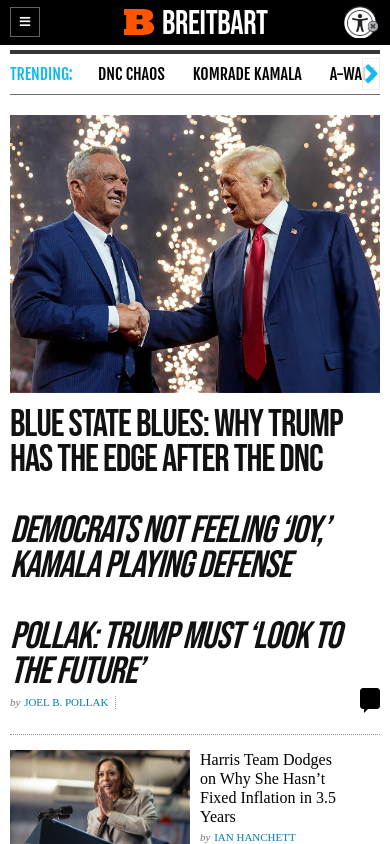 BREITBART
TRENDING: DNC CHAOS KOMRADE KAMALA A-WA
BLUE STATE BLUES: WHY TRUMP
HAS THE EDGE AFTER THE DNC
DEMOCRATS NOT FEELING ‘JOY,’
KAMALA PLAYING DEFENSE
POLLAK: TRUMP MUST ‘LOOK TO
THE FUTURE’
by JOEL B. POLLAK
Harris Team Dodges
on Why She Hasn’t
Fixed Inflation in 3.5
Years
by IAN HANCHETT